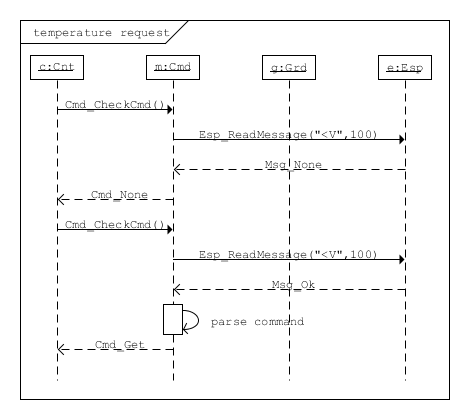 temperature request
c:Cnt m:Cmd g:Grd e:Esp
Cmd_CheckCmd()
Esp_ReadMessage("<V",100)
Msg_None
Cmd_None
Cmd_CheckCmd()
Esp_ReadMessage("<V",100)
Msg_Ok
parse command
Cmd_Get